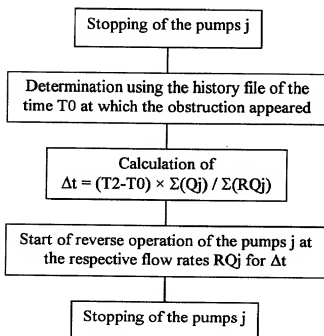 Stopping of the pumps j
Determination using the history file of the
time T0 at which the obstruction appeared
Calculation of
Δt = (T2-T0) × Σ(Qj) / Σ(RQj)
Start of reverse operation of the pumps j at
the respective flow rates RQj for Δt
Stopping of the pumps j